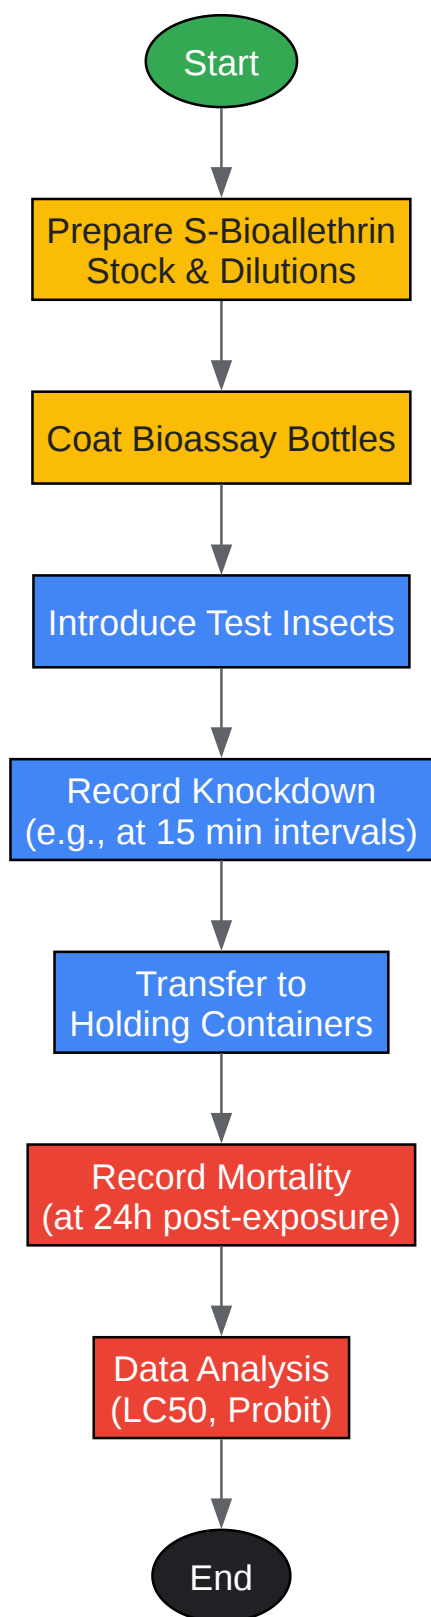 Start
Prepare S-Bioallethrin
Stock & Dilutions
Coat Bioassay Bottles
Introduce Test Insects
Record Knockdown
(e.g., at 15 min intervals)
Transfer to
Holding Containers
Record Mortality
(at 24h post-exposure)
Data Analysis
(LC50, Probit)
End